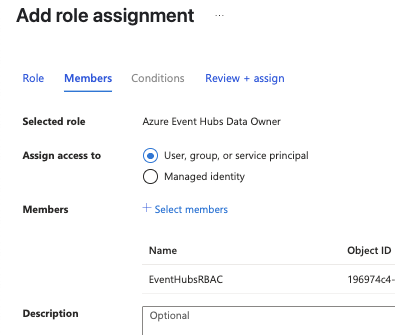 Add role assignment ...
Role Members Conditions Review + assign
Selected role Azure Event Hubs Data Owner
Assign access to User, group, or service principal
Managed identity
Members + Select members
Name Object ID
EventHubsRBAC 196974c4-
Description Optional